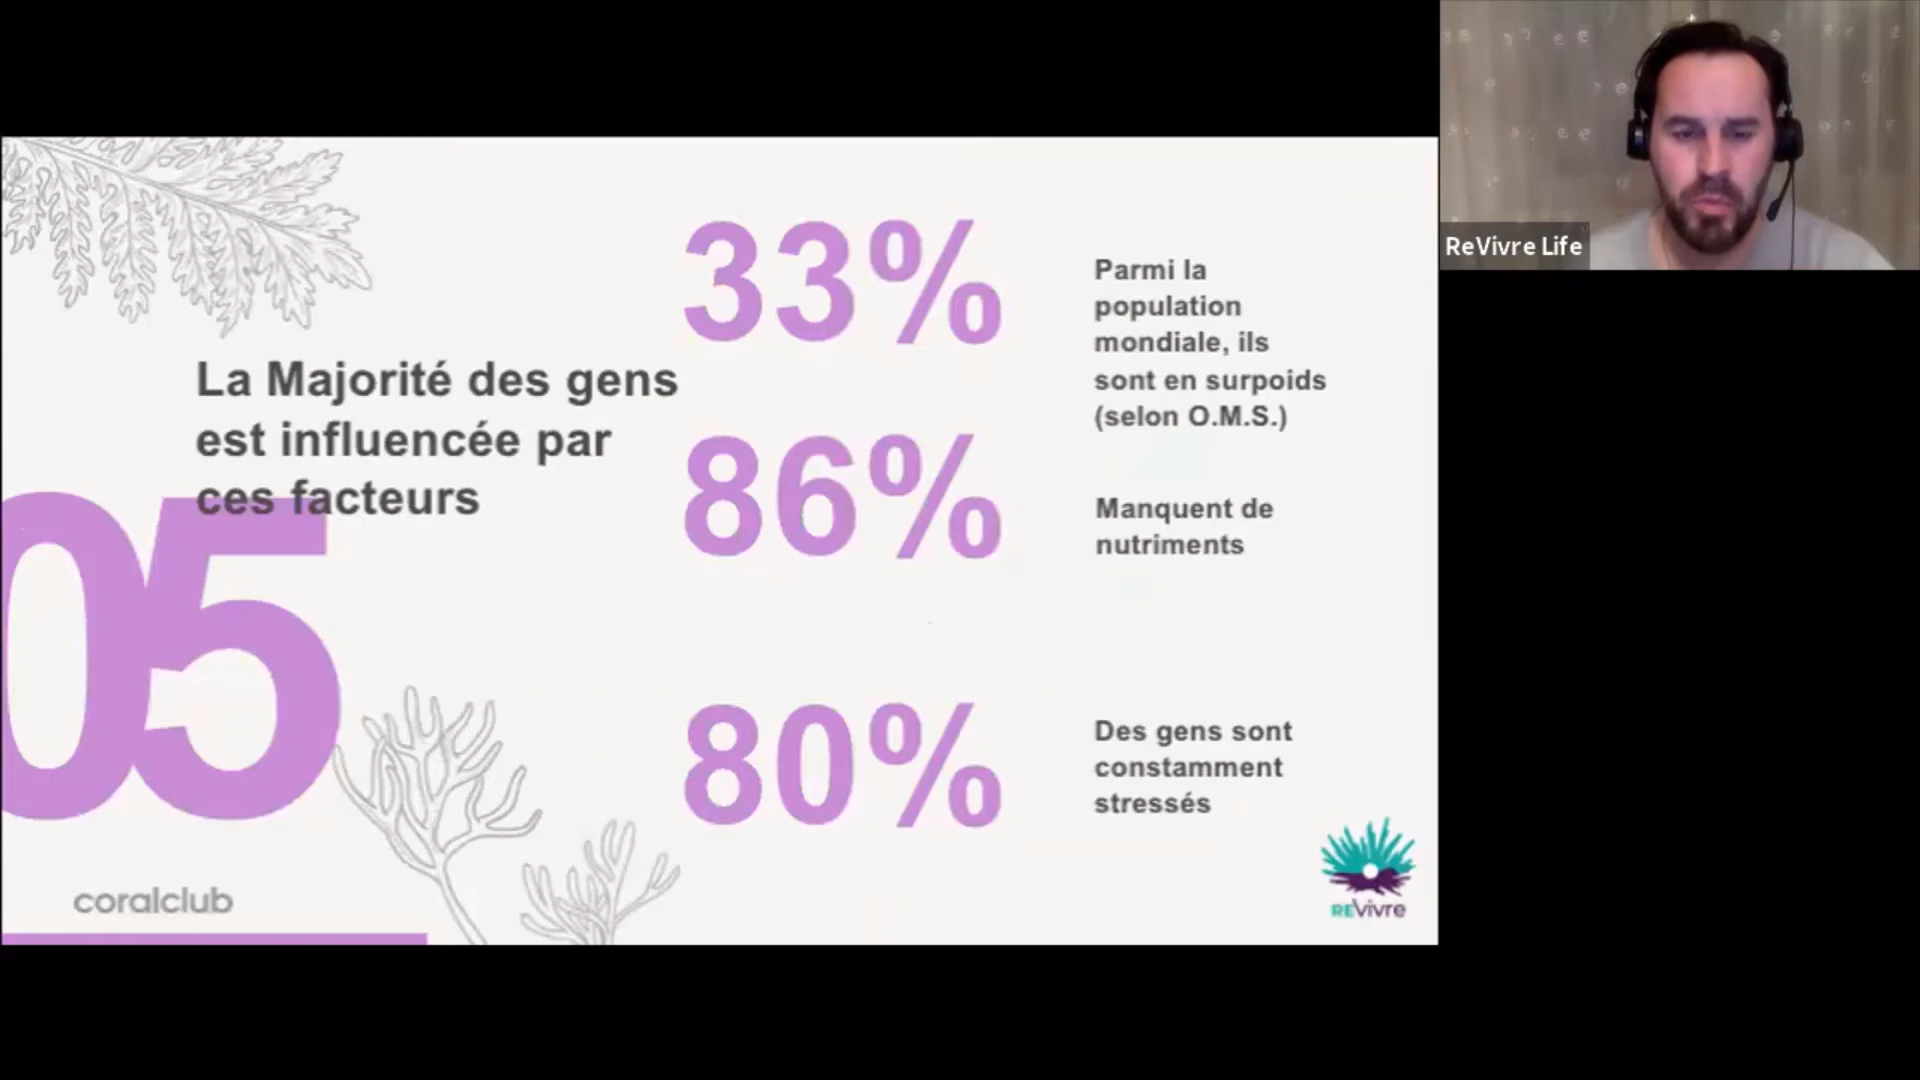 La Majorité des gens
est influencée par
ces facteurs
05
33%
Parmi la
population
mondiale, ils
sont en surpoids
(selon O.M.S.)
86%
Manquent de
nutriments
80%
Des gens sont
constamment
stressés
coralclub
REVivre
ReVivre Life